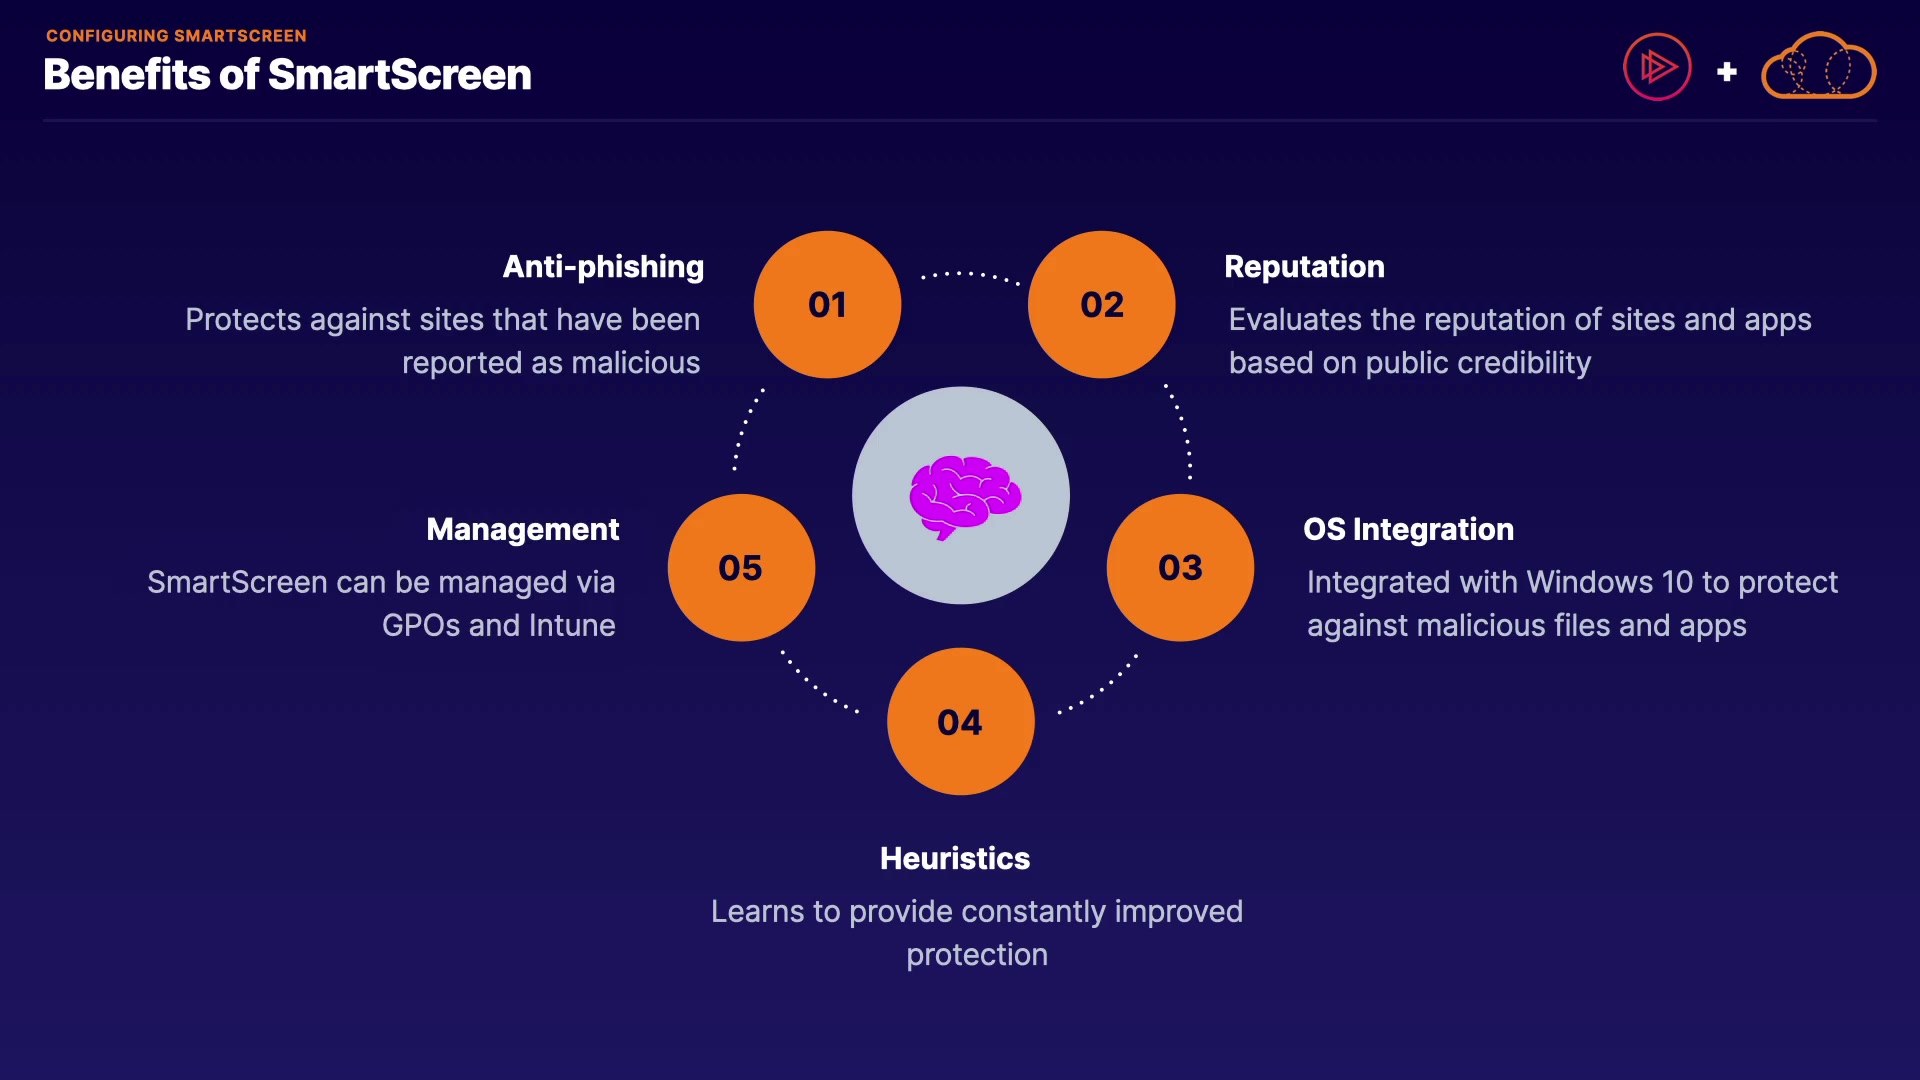 CONFIGURING SMARTSCREEN
Benefits of SmartScreen
01
Anti-phishing
Protects against sites that have been
reported as malicious
02
Reputation
Evaluates the reputation of sites and apps
based on public credibility
03
OS Integration
Integrated with Windows 10 to protect
against malicious files and apps
04
Heuristics
Learns to provide constantly improved
protection
05
Management
SmartScreen can be managed via
GPOs and Intune